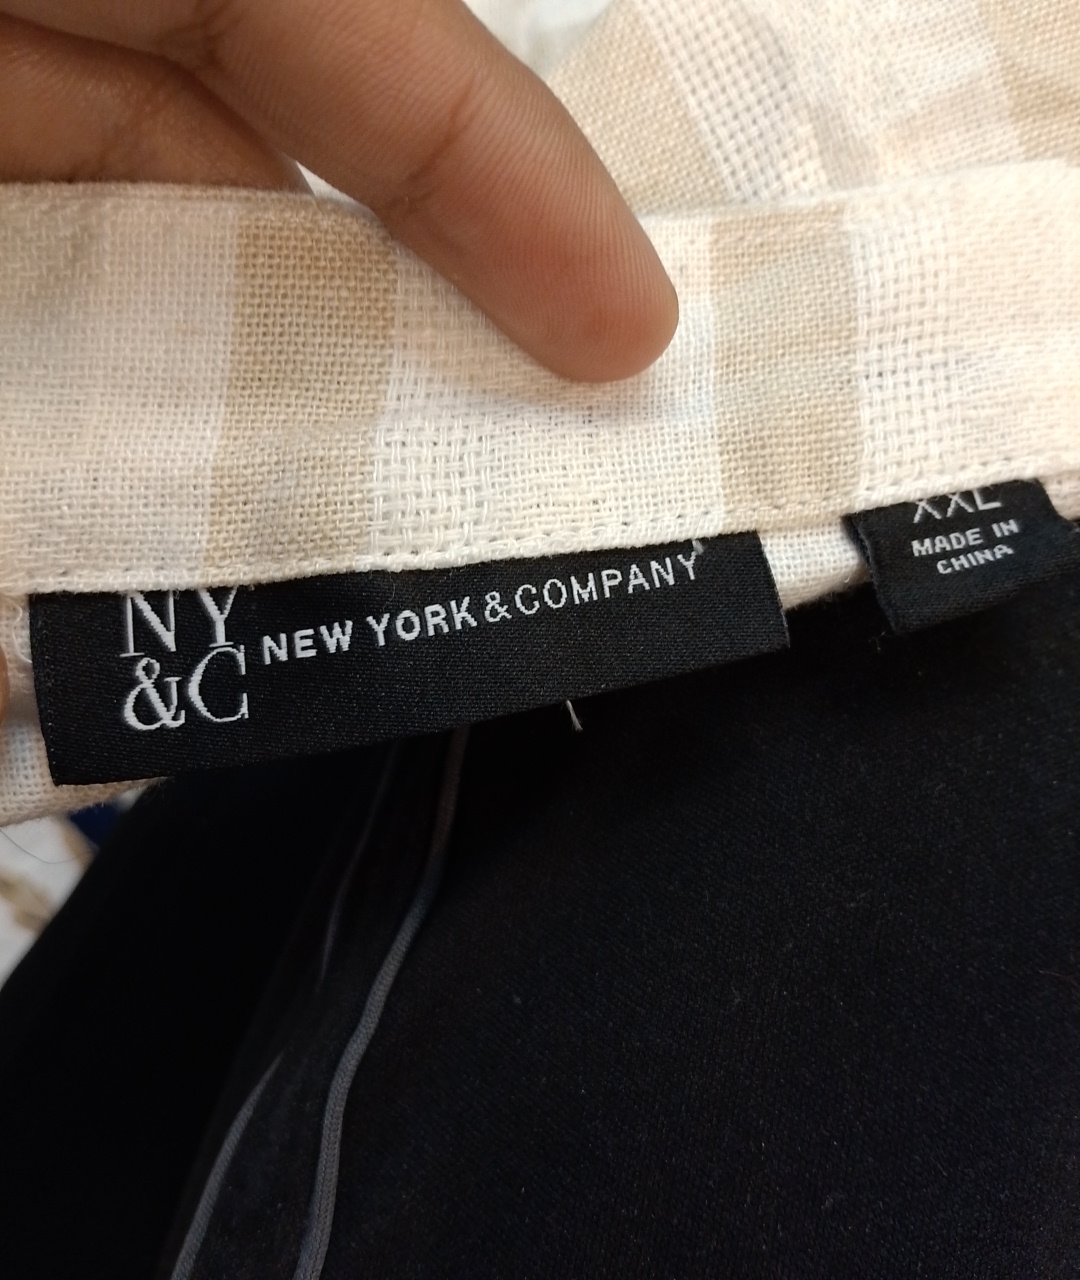 NY
&C
NEW YORK & COMPANY
XXL
MADE IN
CHINA